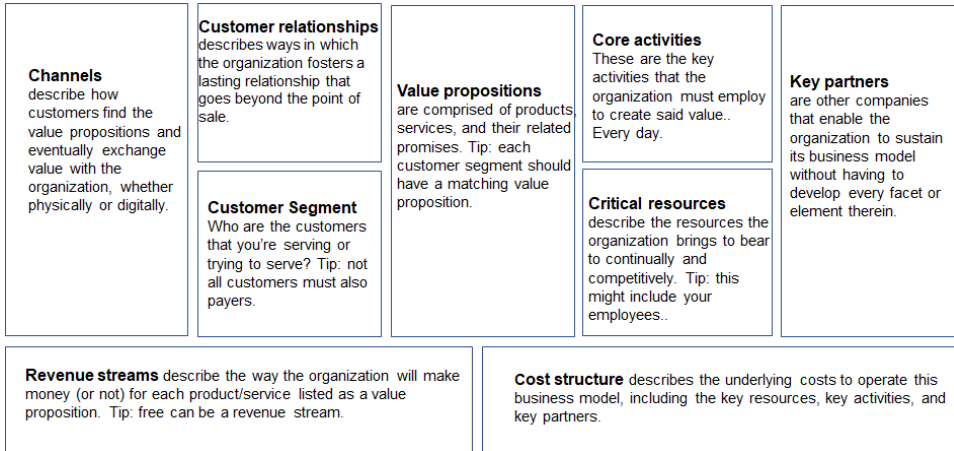 Channels
describe how
customers find the
value propositions and
eventually exchange
value with the
organization, whether
physically or digitally.
Customer relationships
describes ways in which
the organization fosters a
lasting relationship that
goes beyond the point of
sale.
Customer Segment
Who are the customers
that you're serving or
trying to serve? Tip: not
all customers must also
payers.
Value propositions
are comprised of products,
services, and their related
promises. Tip: each
customer segment should
have a matching value
proposition.
Core activities
These are the key
activities that the
organization must employ
to create said value..
Every day.
Critical resources
describe the resources the
organization brings to bear
to continually and
competitively. Tip: this
might include your
employees..
Key partners
are other companies
that enable the
organization to sustain
its business model
without having to
develop every facet or
element therein.
Revenue streams describe the way the organization will make
money (or not) for each product/service listed as a value
proposition. Tip: free can be a revenue stream.
Cost structure describes the underlying costs to operate this
business model, including the key resources, key activities, and
key partners.